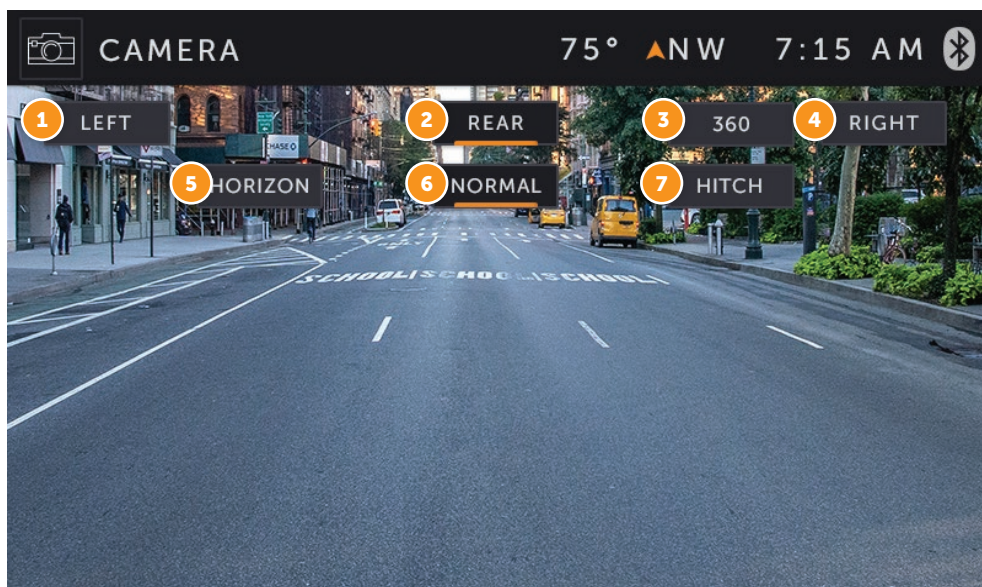 CAMERA 75° NW 7:15 AM
1 LEFT 2 REAR 3 360 4 RIGHT
CHASE
5 HORIZON 6 NORMAL 7 HITCH
SCHOOL SCHOOL SCHOOL